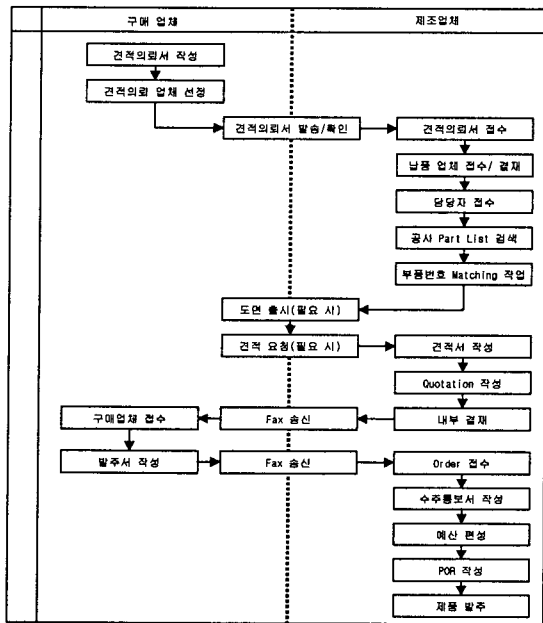 구매 업체
제조업체
견적의뢰서 작성
견적의뢰 업체 선정
견적의뢰서 발송/확인
견적의뢰서 접수
납품 업체 접수/ 결재
담당자 접수
공사 Part List 검색
부품번호 Matching 작업
도면 출시(필요 시)
견적 요청(필요 시)
견적서 작성
Quotation 작성
구매업체 접수
Fax 송신
내부 결재
발주서 작성
Fax 송신
Order 접수
수주통보서 작성
예산 편성
POR 작성
제품 발주